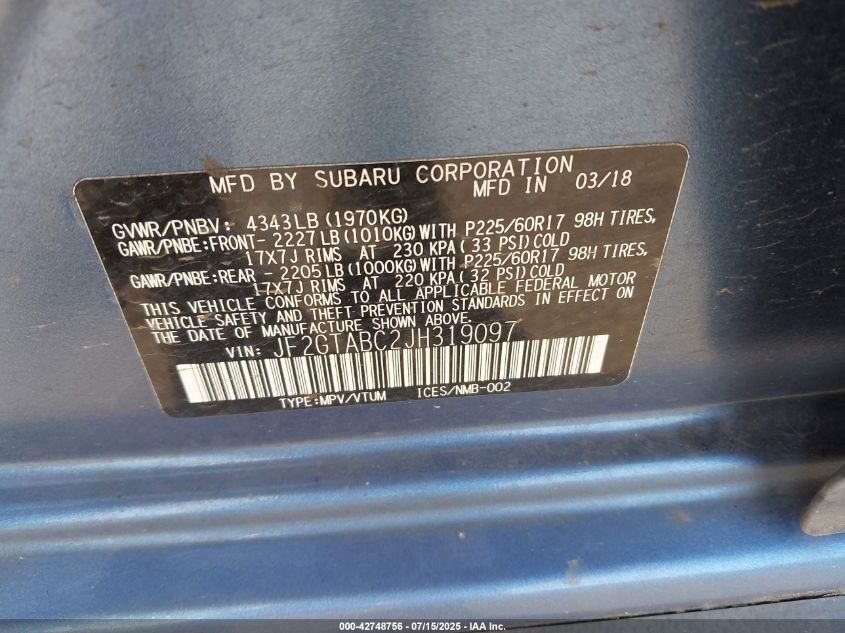 MFD BY SUBARU CORPORATION
MFD IN 03/18
GVWR/PNBV: 4343LB (1970KG)
GAWR/PNBE:FRONT- 2227LB (1010KG) WITH P225/60R17 98H TIRES,
17X7J RIMS AT 230 KPA (33 PSI) COLD
GAWR/PNBE:REAR - 2205LB (1000KG) WITH P225/60R17 98H TIRES,
17X7J RIMS AT 220 KPA (32 PSI) COLD
THIS VEHICLE CONFORMS TO ALL APPLICABLE FEDERAL MOTOR
VEHICLE SAFETY AND THEFT PREVENTION STANDARDS IN EFFECT ON
THE DATE OF MANUFACTURE SHOWN ABOVE.
VIN: JF2GTABC2JH319097
TYPE:MPV/VTUM ICES/NMB-002
000-42748756 - 07/15/2025 - IAA Inc.